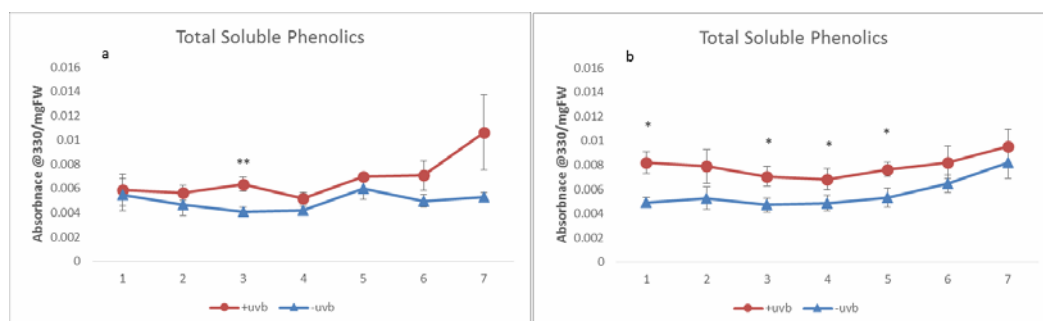 Total Soluble Phenolics
a
0.016
0.014
0.012
0.01
0.008
0.006
0.004
0.002
0
Absorbnace @330/mgFW
**
1 2 3 4 5 6 7
+uvb -uvb
Total Soluble Phenolics
b
0.016
0.014
0.012
0.01
0.008
0.006
0.004
0.002
0
Absorbnace @330/mgFW
* * * *
1 2 3 4 5 6 7
+uvb -uvb